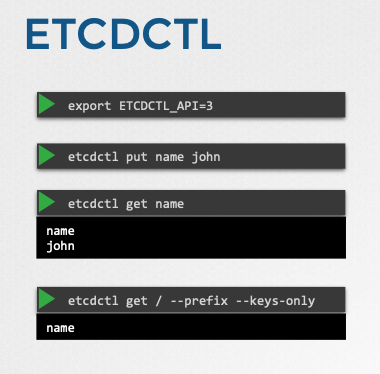 ETCDCTL
export ETCDCTL_API=3
etcdctl put name john
etcdctl get name
name
john
etcdctl get / --prefix --keys-only
name